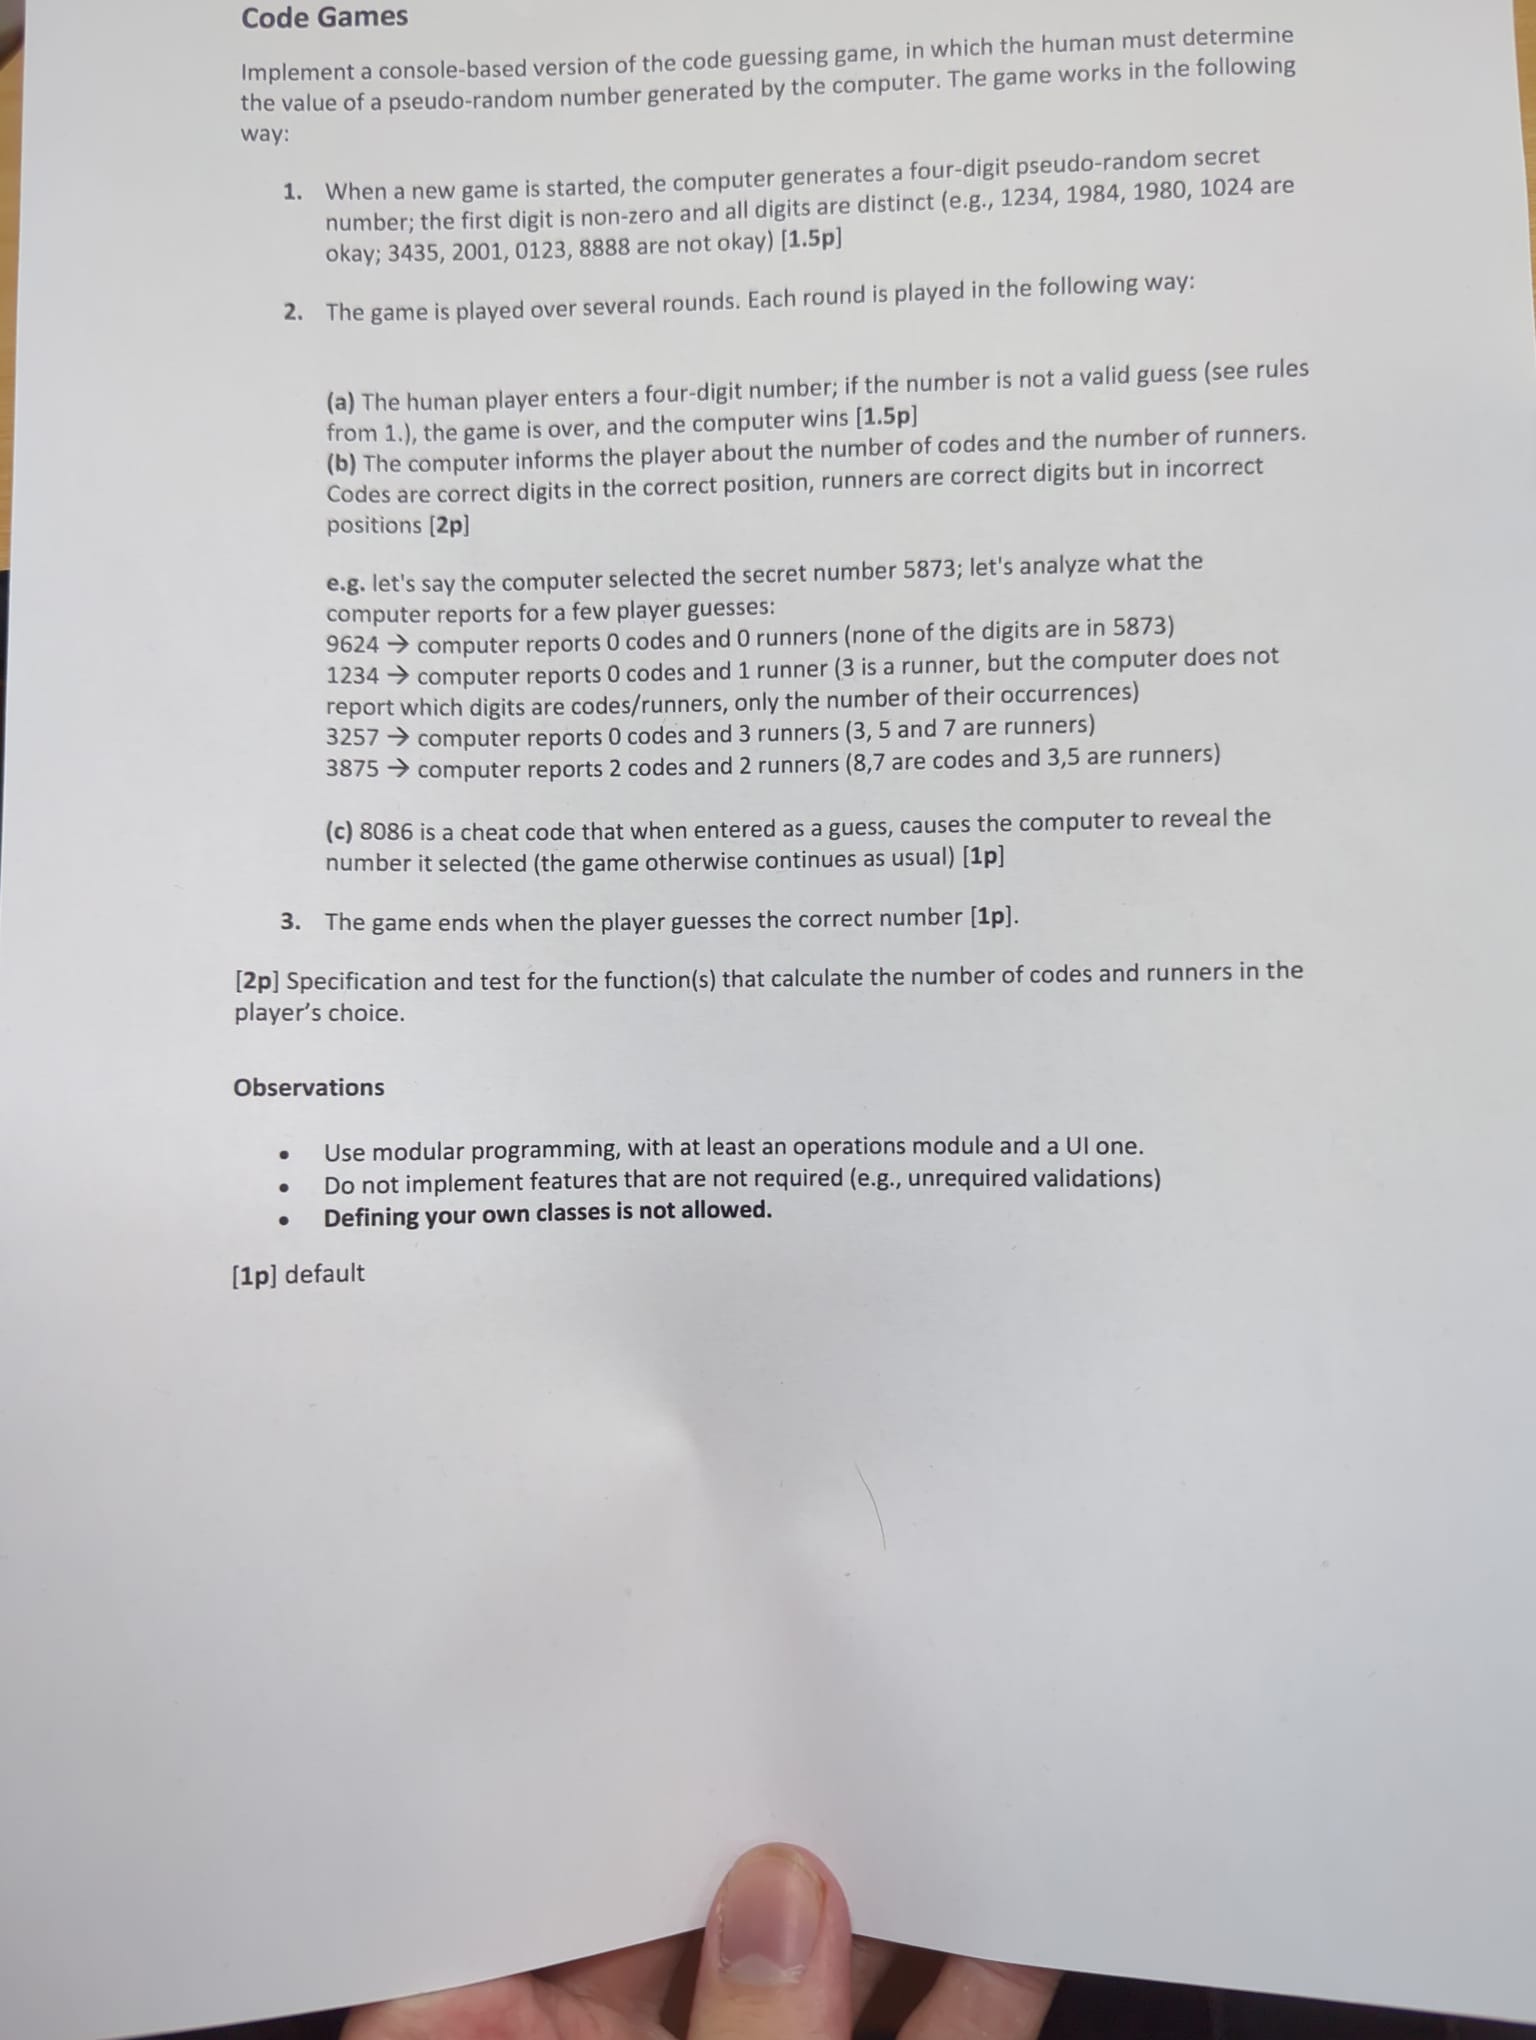 Code Games
Implement a console-based version of the code guessing game, in which the human must determine
the value of a pseudo-random number generated by the computer. The game works in the following
way:
1. When a new game is started, the computer generates a four-digit pseudo-random secret
number; the first digit is non-zero and all digits are distinct (e.g., 1234, 1984, 1980, 1024 are
okay; 3435, 2001, 0123, 8888 are not okay) [1.5p]
2. The game is played over several rounds. Each round is played in the following way:
(a) The human player enters a four-digit number; if the number is not a valid guess (see rules
from 1.), the game is over, and the computer wins [1.5p]
(b) The computer informs the player about the number of codes and the number of runners.
Codes are correct digits in the correct position, runners are correct digits but in incorrect
positions [2p]
e.g. let's say the computer selected the secret number 5873; let's analyze what the
computer reports for a few player guesses:
9624 → computer reports 0 codes and 0 runners (none of the digits are in 5873)
1234 → computer reports 0 codes and 1 runner (3 is a runner, but the computer does not
report which digits are codes/runners, only the number of their occurrences)
3257 → computer reports 0 codes and 3 runners (3, 5 and 7 are runners)
3875 → computer reports 2 codes and 2 runners (8,7 are codes and 3,5 are runners)
(c) 8086 is a cheat code that when entered as a guess, causes the computer to reveal the
number it selected (the game otherwise continues as usual) [1p]
3. The game ends when the player guesses the correct number [1p].
[2p] Specification and test for the function(s) that calculate the number of codes and runners in the
player’s choice.
Observations
• Use modular programming, with at least an operations module and a UI one.
• Do not implement features that are not required (e.g., unrequired validations)
• Defining your own classes is not allowed.
[1p] default